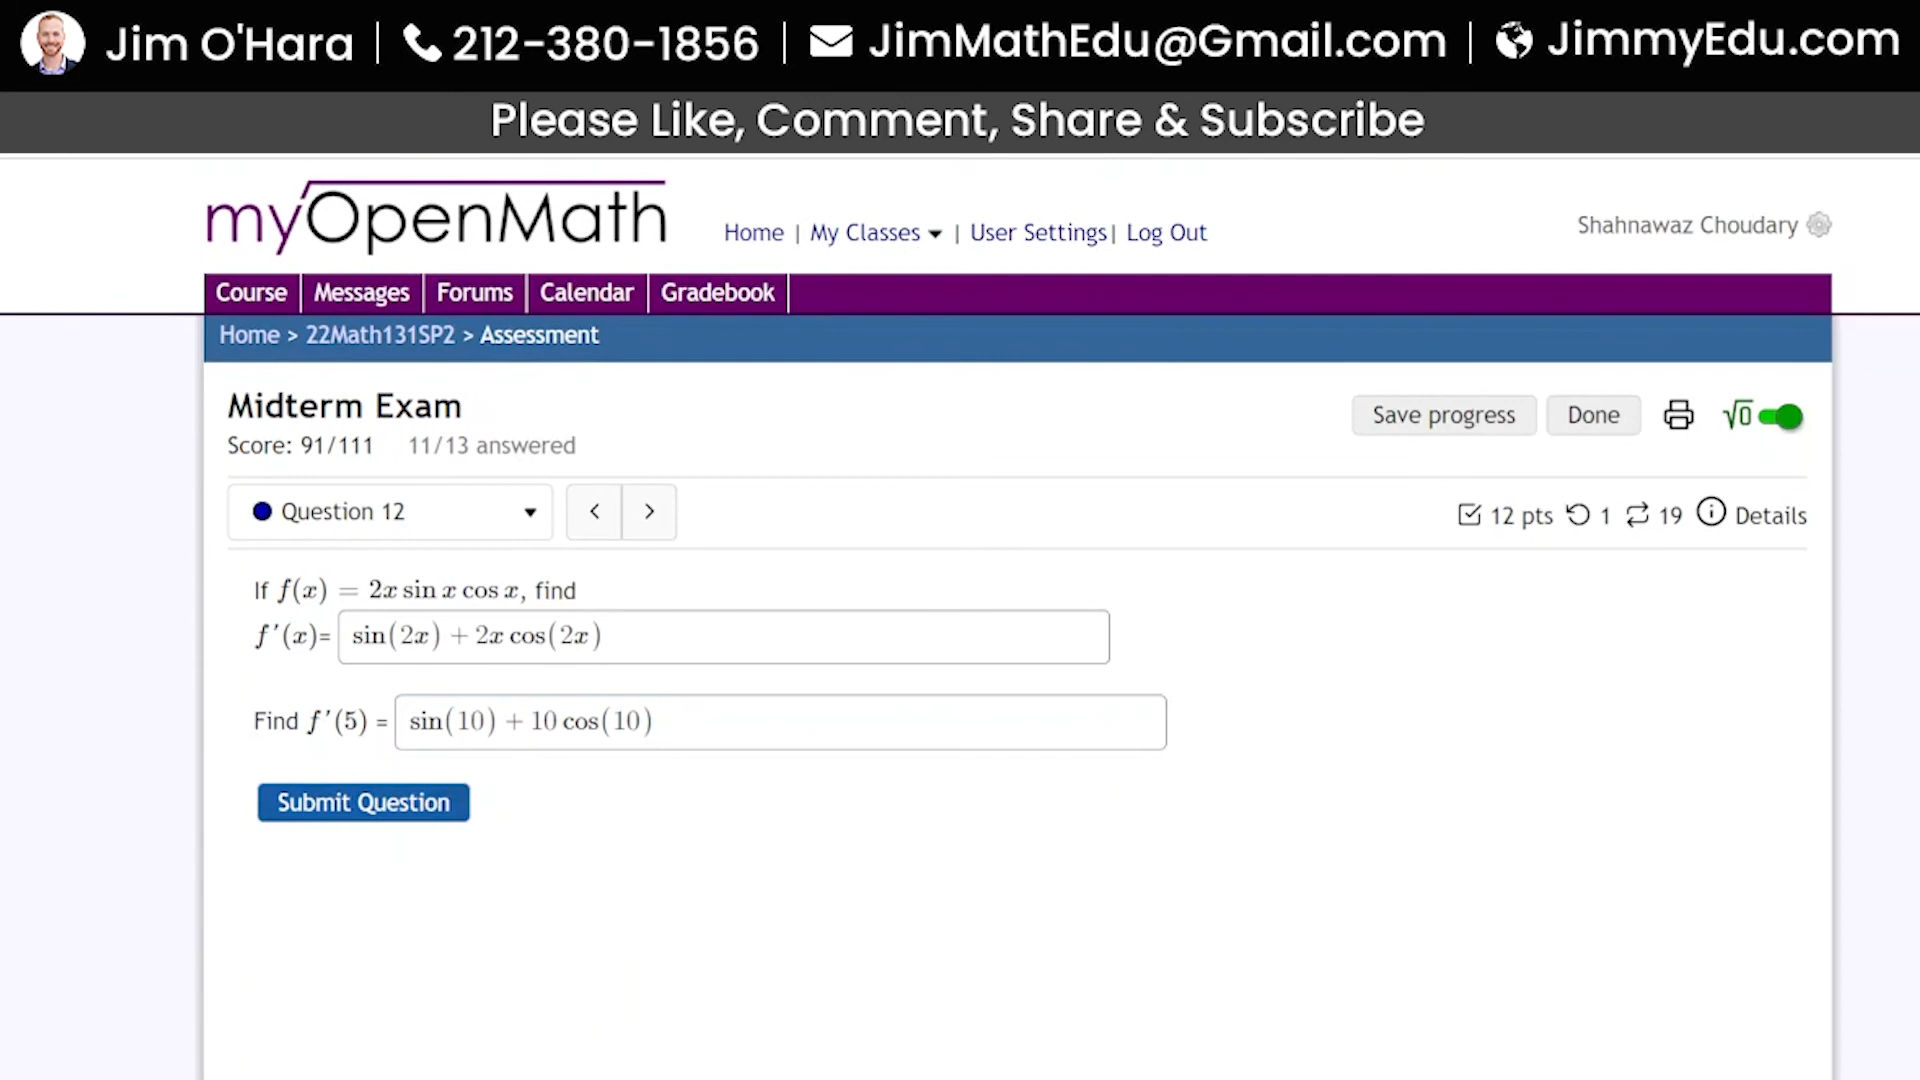 Jim O'Hara | 212-380-1856 | JimMathEdu@Gmail.com | JimmyEdu.com
Please Like, Comment, Share & Subscribe
myOpenMath
Home | My Classes | User Settings | Log Out
Shahnawaz Choudary
Course Messages Forums Calendar Gradebook
Home > 22Math131SP2 > Assessment
Midterm Exam
Save progress Done √0
Score: 91/111 11/13 answered
Question 12 < >
12 pts 1 19 Details
If f(x) = 2x sin x cos x, find
f'(x)= sin(2x) + 2x cos(2x)
Find f'(5) = sin(10) + 10 cos(10)
Submit Question